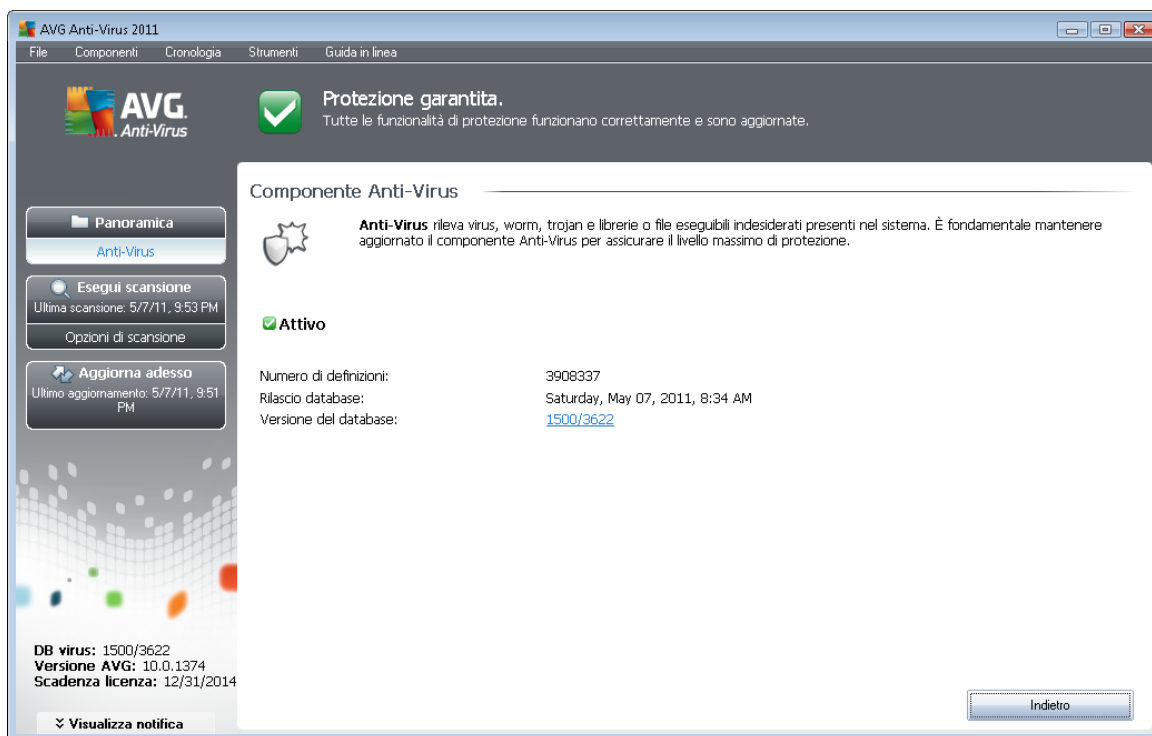 AVG Anti-Virus 2011
File Componenti Cronologia Strumenti Guida in linea
AVG.
Anti-Virus
Protezione garantita.
Tutte le funzionalità di protezione funzionano correttamente e sono aggiornate.
Panoramica
Anti-Virus
Esegui scansione
Ultima scansione: 5/7/11, 9:53 PM
Opzioni di scansione
Aggiorna adesso
Ultimo aggiornamento: 5/7/11, 9:51
PM
DB virus: 1500/3622
Versione AVG: 10.0.1374
Scadenza licenza: 12/31/2014
Visualizza notifica
Componente Anti-Virus
Anti-Virus rileva virus, worm, trojan e librerie o file eseguibili indesiderati presenti nel sistema. È fondamentale mantenere
aggiornato il componente Anti-Virus per assicurare il livello massimo di protezione.
Attivo
Numero di definizioni: 3908337
Rilascio database: Saturday, May 07, 2011, 8:34 AM
Versione del database: 1500/3622
Indietro